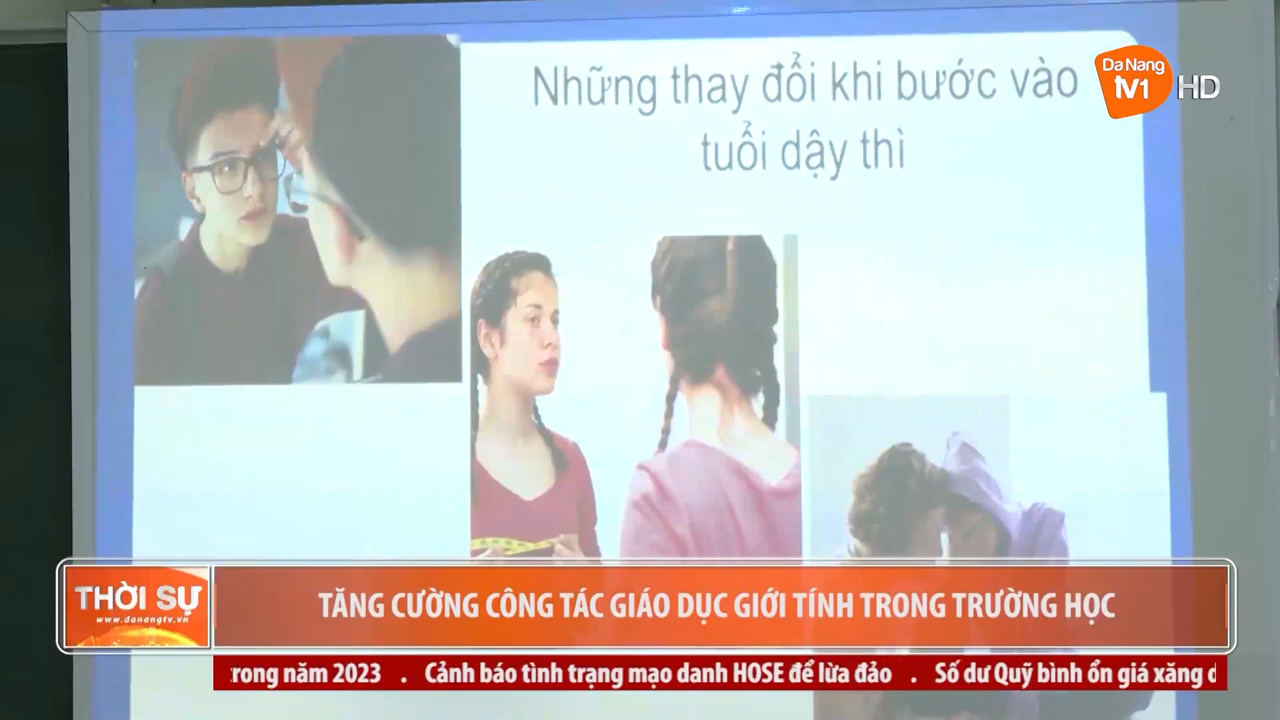 Những thay đổi khi bước vào
tuổi dậy thì
Da Nang
tv1 HD
THỜI SỰ
www.danangtv.vn
TĂNG CƯỜNG CÔNG TÁC GIÁO DỤC GIỚI TÍNH TRONG TRƯỜNG HỌC
trong năm 2023 . Cảnh báo tình trạng mạo danh HOSE để lừa đảo . Số dư Quỹ bình ổn giá xăng